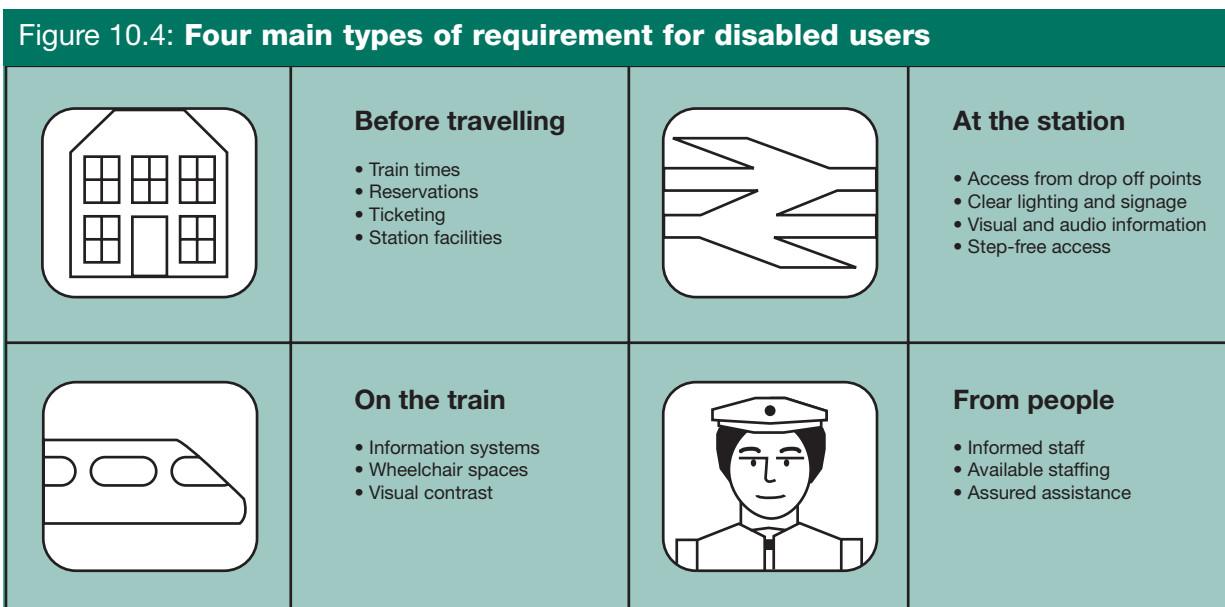 Figure 10.4: Four main types of requirement for disabled users
Before travelling
• Train times
• Reservations
• Ticketing
• Station facilities
At the station
• Access from drop off points
• Clear lighting and signage
• Visual and audio information
• Step-free access
On the train
• Information systems
• Wheelchair spaces
• Visual contrast
From people
• Informed staff
• Available staffing
• Assured assistance